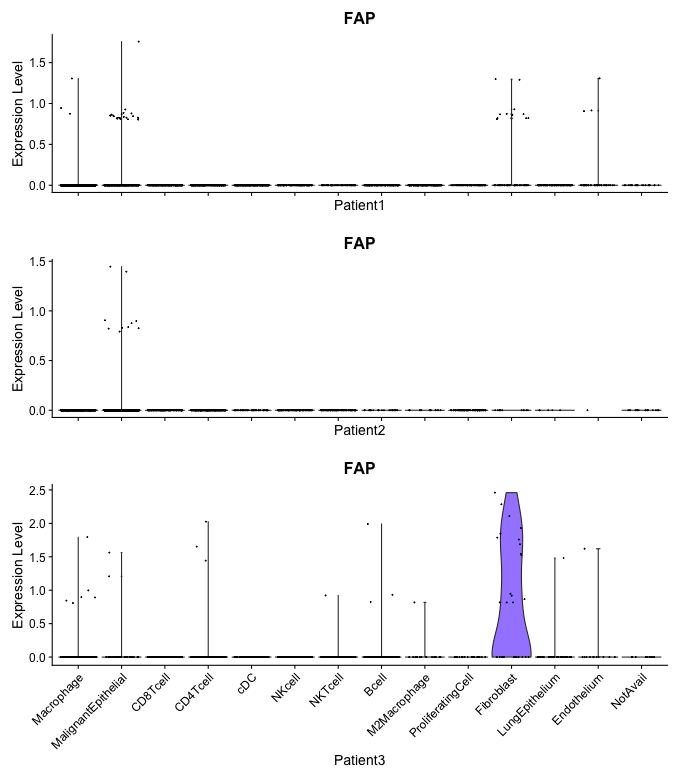 FAP
Expression Level
1.5
1.0
0.5
0.0
Patient1
FAP
Expression Level
1.5
1.0
0.5
0.0
Patient2
FAP
Expression Level
2.5
2.0
1.5
1.0
0.5
0.0
Macrophage
MalignantEpithelial
CD8Tcell
CD4Tcell
cDC
NKcell
NKTcell
Bcell
M2Macrophage
ProliferatingCell
Fibroblast
LungEpithelium
Endothelium
NotAvail
Patient3